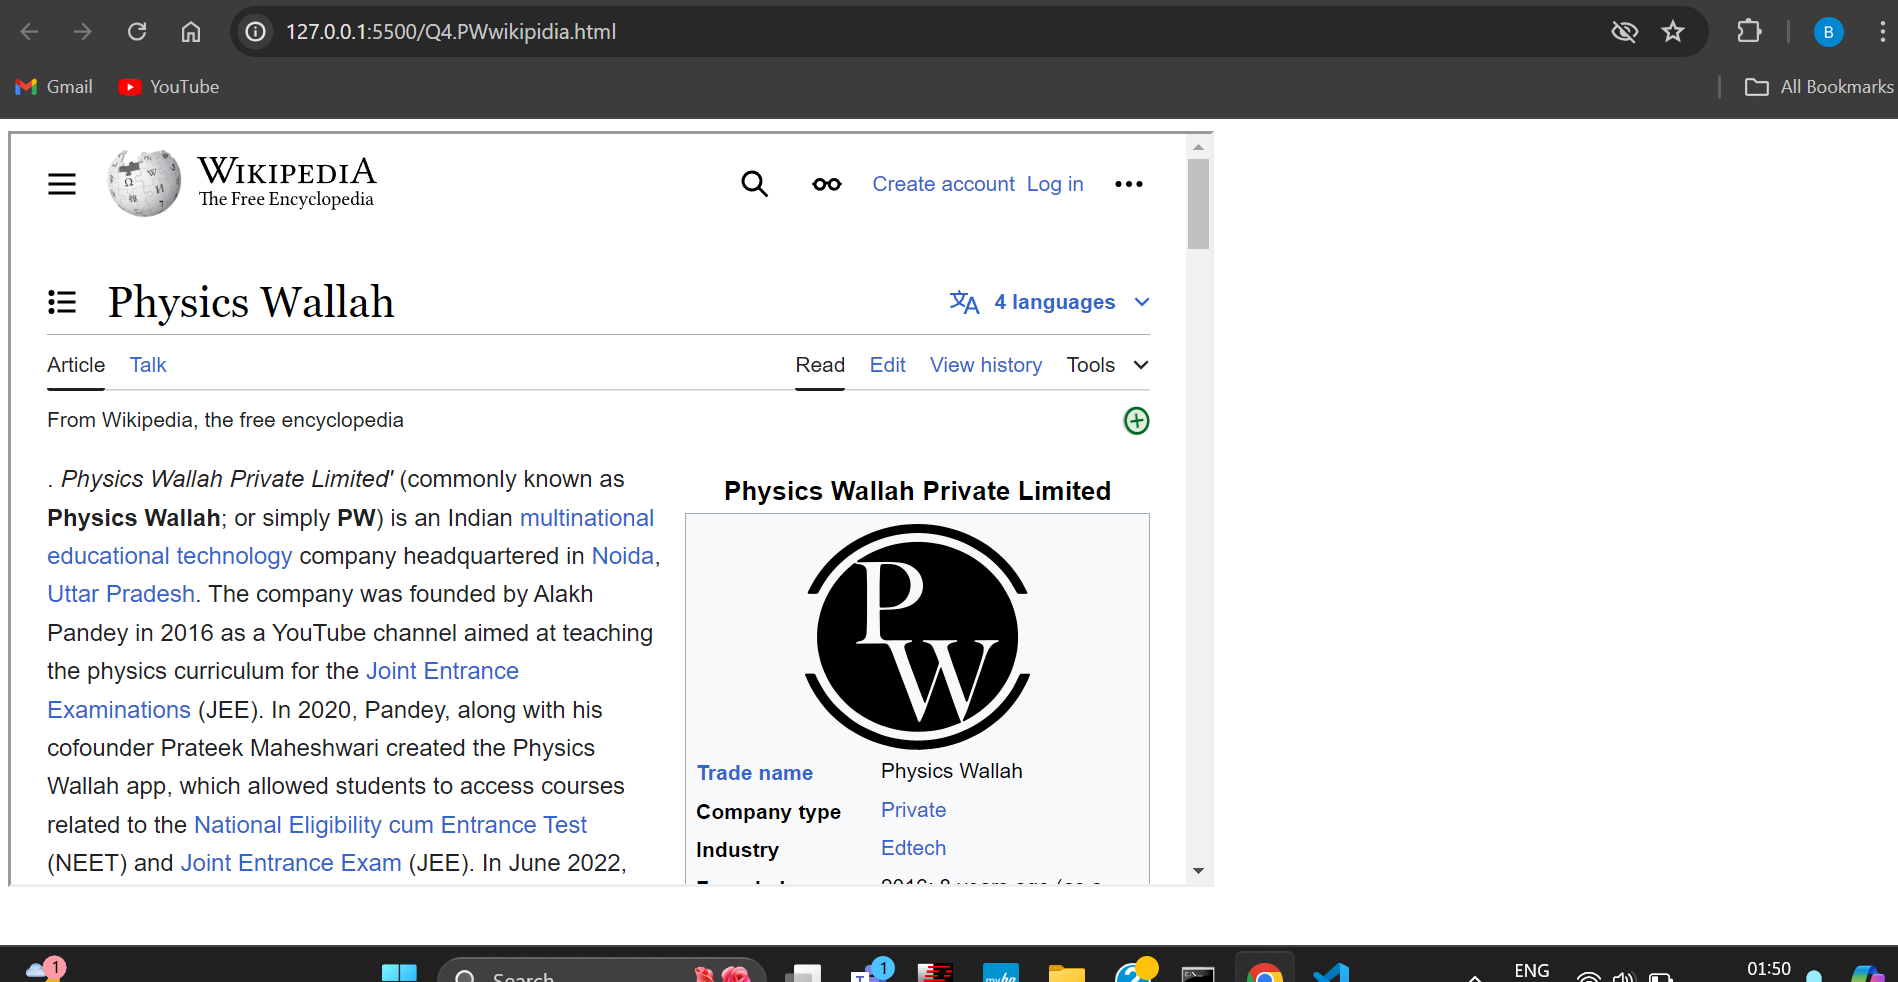 127.0.0.1:5500/Q4.PWwikipidia.html
B
Gmail YouTube All Bookmarks
WIKIPEDIA
The Free Encyclopedia
Create account Log in
Physics Wallah
4 languages
Article Talk Read Edit View history Tools
From Wikipedia, the free encyclopedia
. Physics Wallah Private Limited' (commonly known as
Physics Wallah; or simply PW) is an Indian multinational
educational technology company headquartered in Noida,
Uttar Pradesh. The company was founded by Alakh
Pandey in 2016 as a YouTube channel aimed at teaching
the physics curriculum for the Joint Entrance
Examinations (JEE). In 2020, Pandey, along with his
cofounder Prateek Maheshwari created the Physics
Wallah app, which allowed students to access courses
related to the National Eligibility cum Entrance Test
(NEET) and Joint Entrance Exam (JEE). In June 2022,
Physics Wallah Private Limited
P
W
Trade name Physics Wallah
Company type Private
Industry Edtech
1
Search
1
ENG
01:50